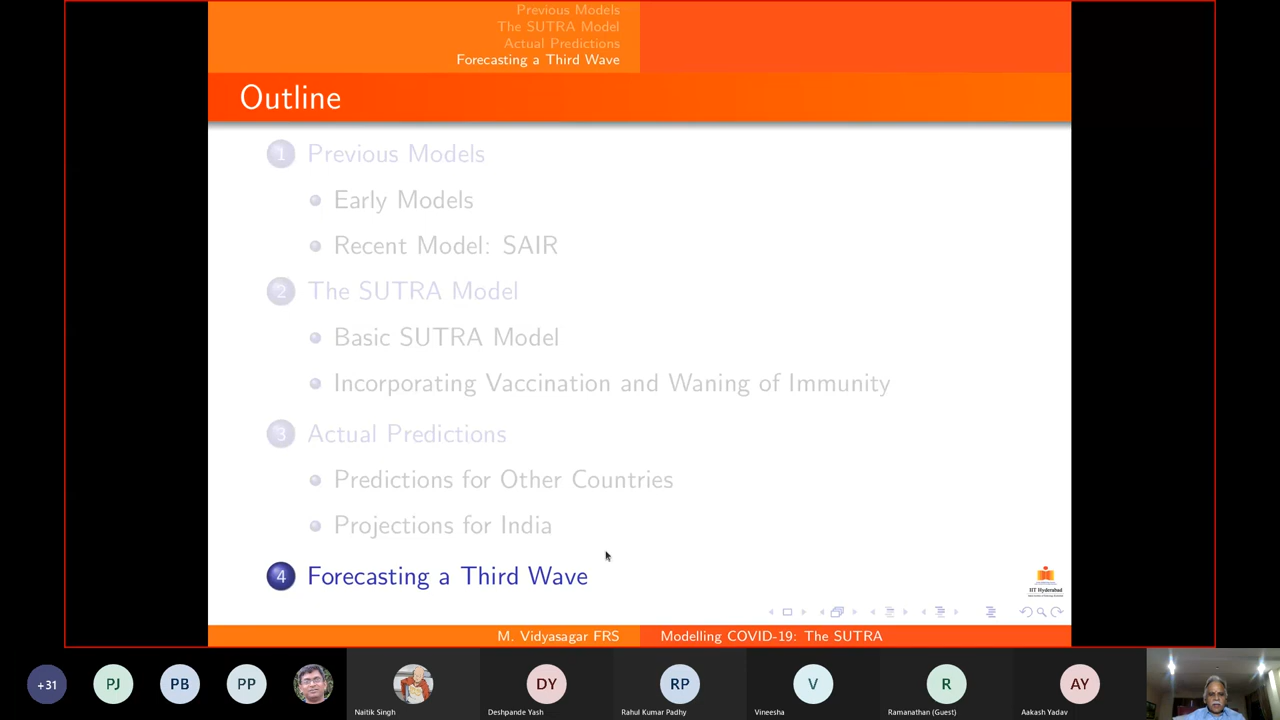 Previous Models
The SUTRA Model
Actual Predictions
Forecasting a Third Wave
Outline
1 Previous Models
Early Models
Recent Model: SAIR
2 The SUTRA Model
Basic SUTRA Model
Incorporating Vaccination and Waning of Immunity
3 Actual Predictions
Predictions for Other Countries
Projections for India
4 Forecasting a Third Wave
IIT Hyderabad
M. Vidyasagar FRS Modelling COVID-19: The SUTRA
+31 PJ PB PP DY RP V R AY
Naitik Singh Deshpande Yash Rahul Kumar Padhy Vineesha Ramanathan (Guest) Aakash Yadav